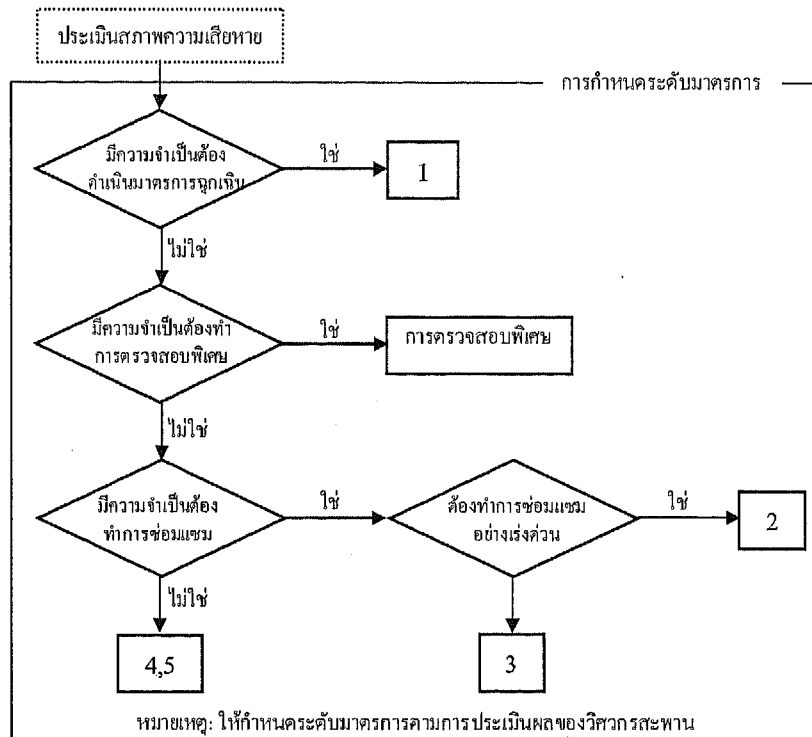 ประเมินสภาพความเสียหาย
การกำหนดระดับมาตรการ
มีความจำเป็นต้อง
ดำเนินมาตรการฉุกเฉิน
ใช่
1
ไม่ใช่
มีความจำเป็นต้องทำ
การตรวจสอบพิเศษ
ใช่
การตรวจสอบพิเศษ
ไม่ใช่
มีความจำเป็นต้อง
ทำการซ่อมแซม
ใช่
ต้องทำการซ่อมแซม
อย่างเร่งด่วน
ใช่
2
ไม่ใช่
4,5
3
หมายเหตุ: ให้กำหนดระดับมาตรการตามการประเมินผลของวิศวกรสะพาน